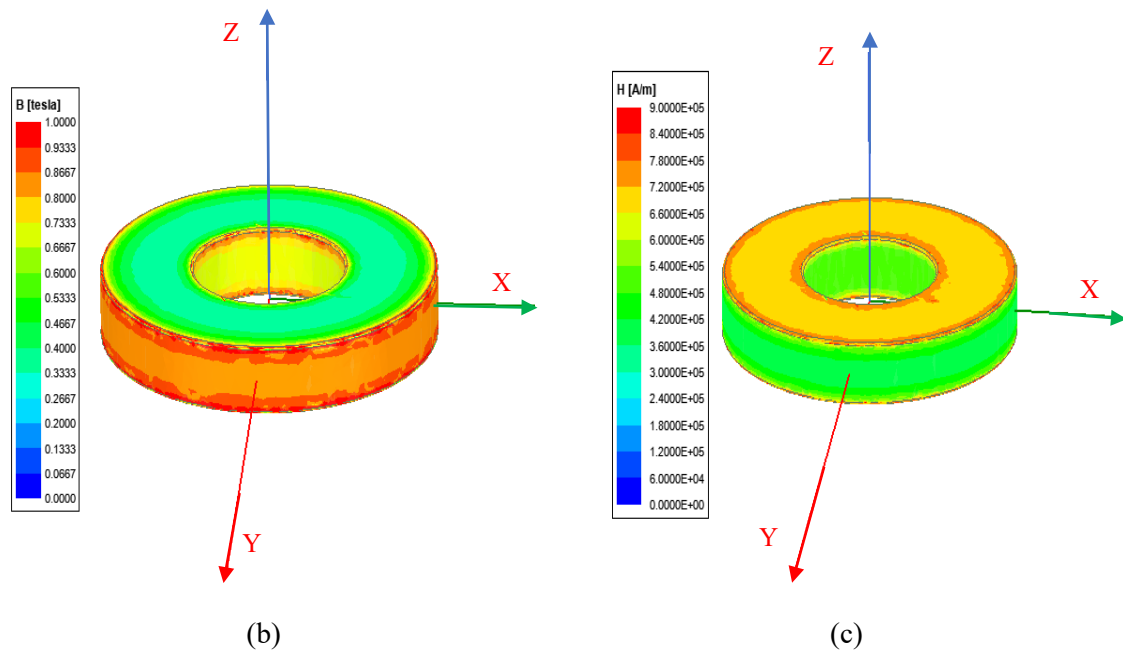 Z
B [tesla]
1.0000
0.9333
0.8667
0.8000
0.7333
0.6667
0.6000
0.5333
0.4667
0.4000
0.3333
0.2667
0.2000
0.1333
0.0667
0.0000
X
Y
(b)
Z
H [A/m]
9.0000E+05
8.4000E+05
7.8000E+05
7.2000E+05
6.6000E+05
6.0000E+05
5.4000E+05
4.8000E+05
4.2000E+05
3.6000E+05
3.0000E+05
2.4000E+05
1.8000E+05
1.2000E+05
6.0000E+04
0.0000E+00
X
Y
(c)